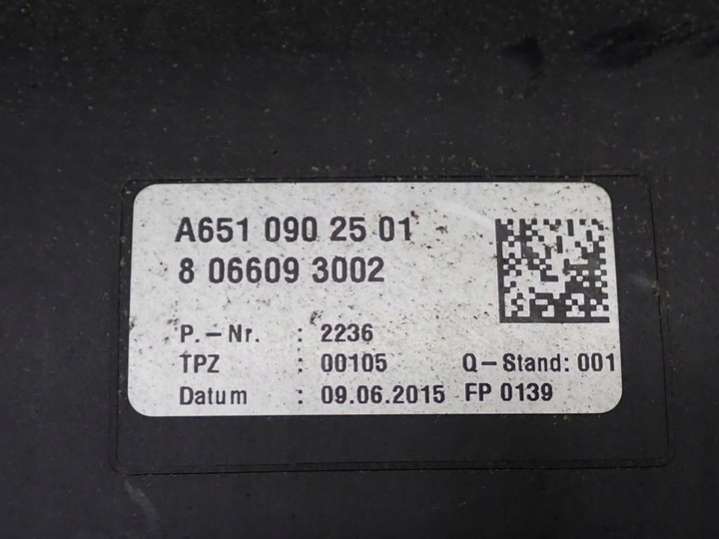 A651 090 25 01
8 06609 3002
P.-Nr. : 2236
TPZ : 00105 Q-Stand: 001
Datum : 09.06.2015 FP 0139